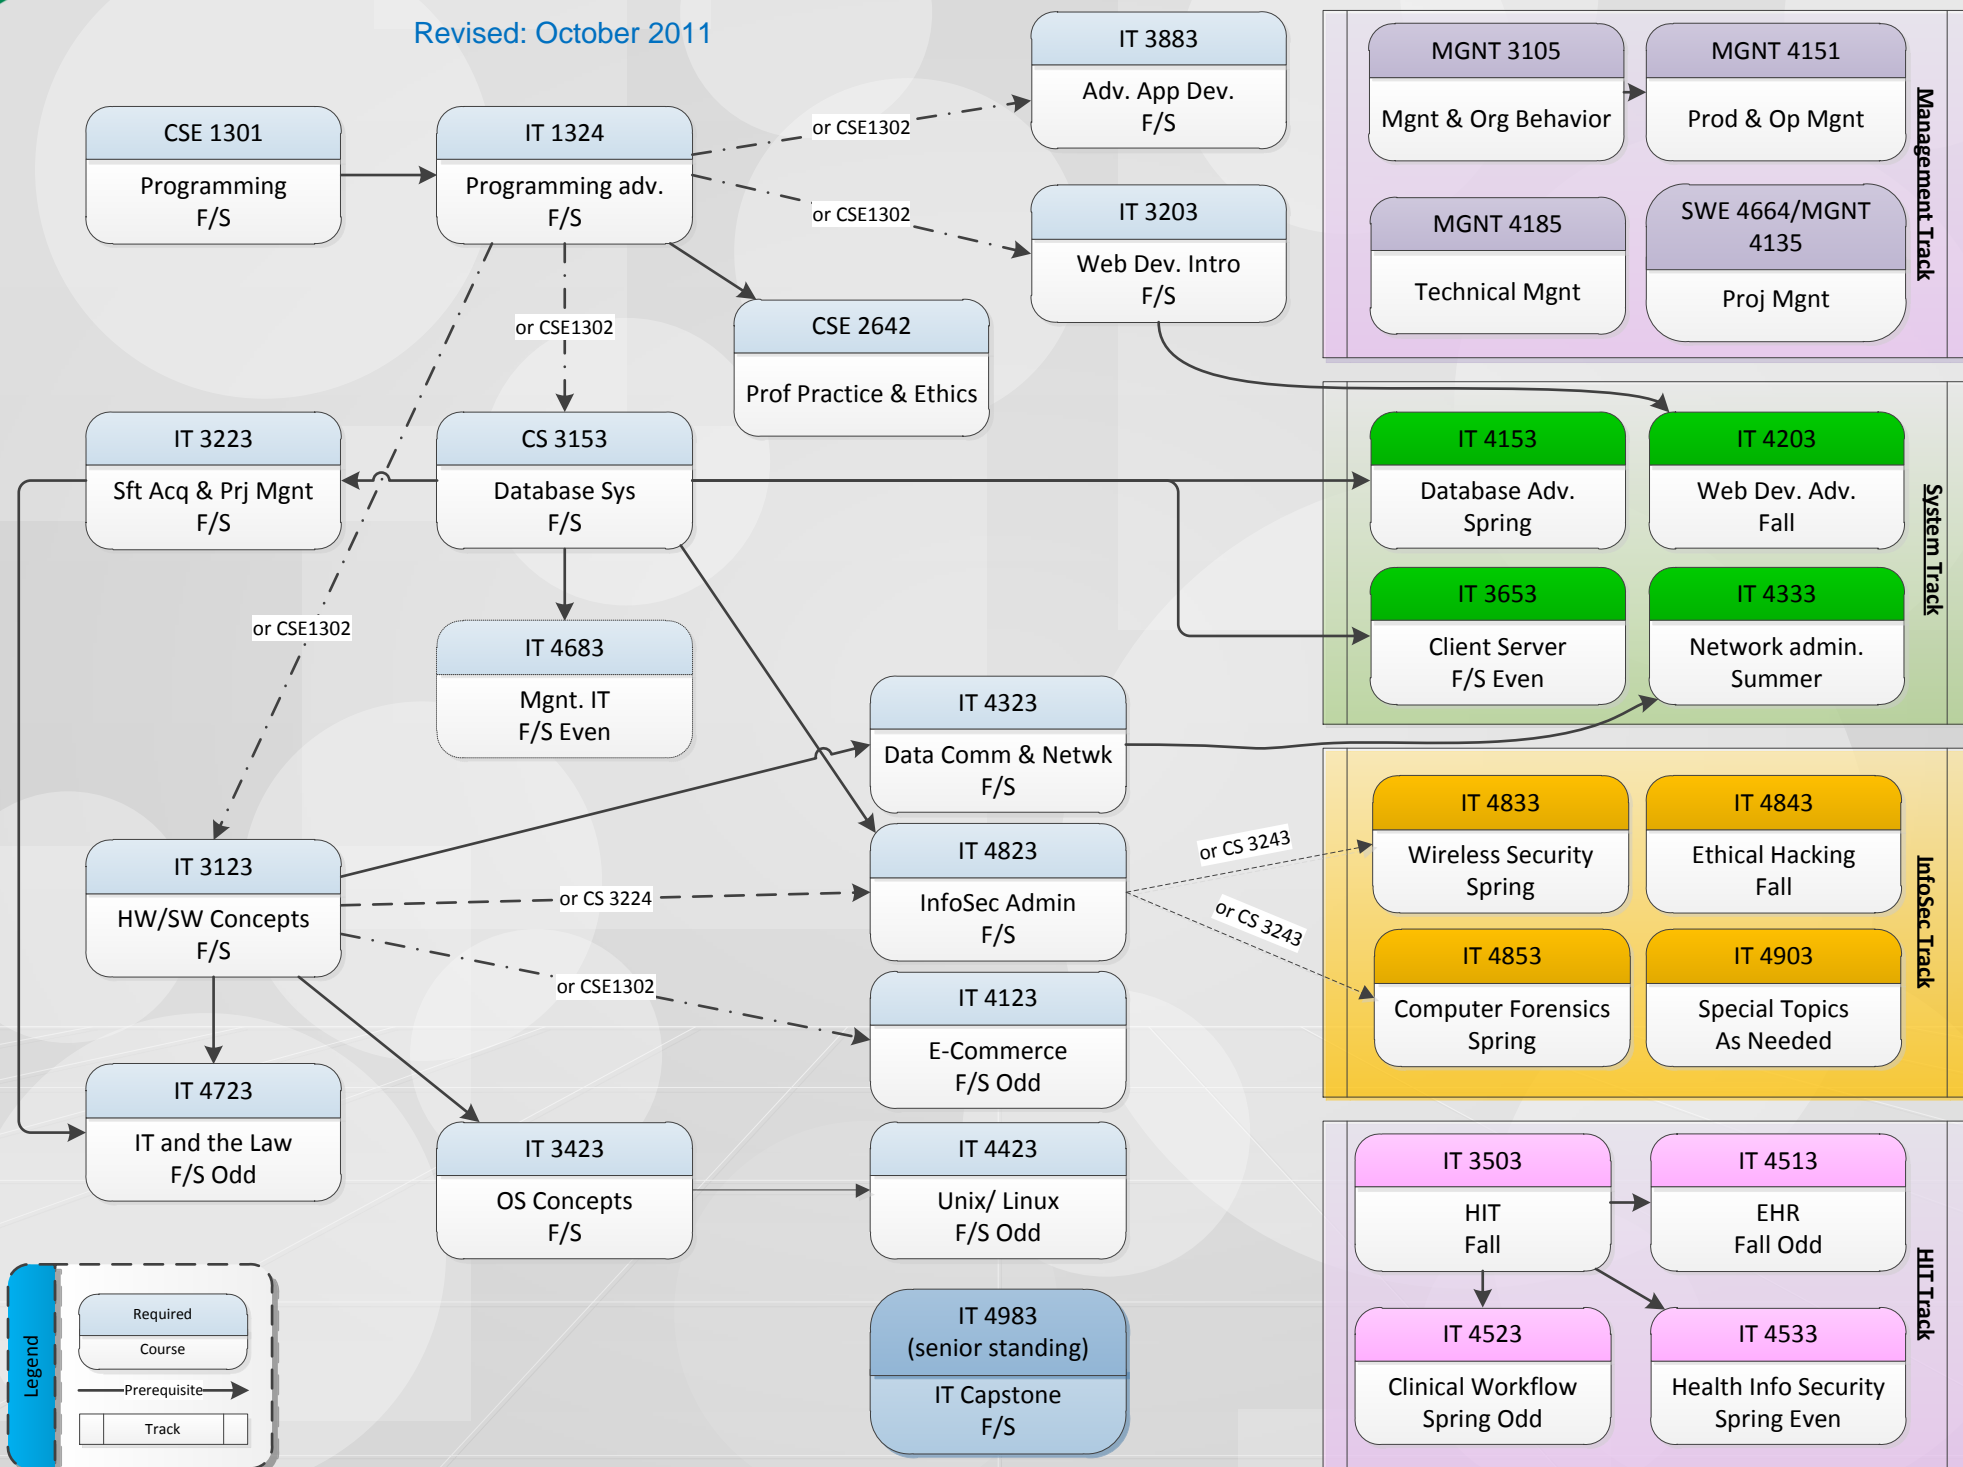 Revised: October 2011
CSE 1301
Programming
F/S
IT 1324
Programming adv.
F/S
or CSE1302
or CSE1302
or CSE1302
or CSE1302
IT 3883
Adv. App Dev.
F/S
IT 3203
Web Dev. Intro
F/S
CSE 2642
Prof Practice & Ethics
IT 3223
Sft Acq & Prj Mgnt
F/S
CS 3153
Database Sys
F/S
IT 4683
Mgnt. IT
F/S Even
IT 4323
Data Comm & Netwk
F/S
IT 3123
HW/SW Concepts
F/S
or CS 3224
or CSE1302
IT 4823
InfoSec Admin
F/S
or CS 3243
or CS 3243
IT 4123
E-Commerce
F/S Odd
IT 4723
IT and the Law
F/S Odd
IT 3423
OS Concepts
F/S
IT 4423
Unix/ Linux
F/S Odd
IT 4983
(senior standing)
IT Capstone
F/S
Management Track
MGNT 3105
Mgnt & Org Behavior
MGNT 4151
Prod & Op Mgnt
MGNT 4185
Technical Mgnt
SWE 4664/MGNT
4135
Proj Mgnt
System Track
IT 4153
Database Adv.
Spring
IT 4203
Web Dev. Adv.
Fall
IT 3653
Client Server
F/S Even
IT 4333
Network admin.
Summer
InfoSec Track
IT 4833
Wireless Security
Spring
IT 4843
Ethical Hacking
Fall
IT 4853
Computer Forensics
Spring
IT 4903
Special Topics
As Needed
HIT Track
IT 3503
HIT
Fall
IT 4513
EHR
Fall Odd
IT 4523
Clinical Workflow
Spring Odd
IT 4533
Health Info Security
Spring Even
Legend
Required
Course
Prerequisite
Track